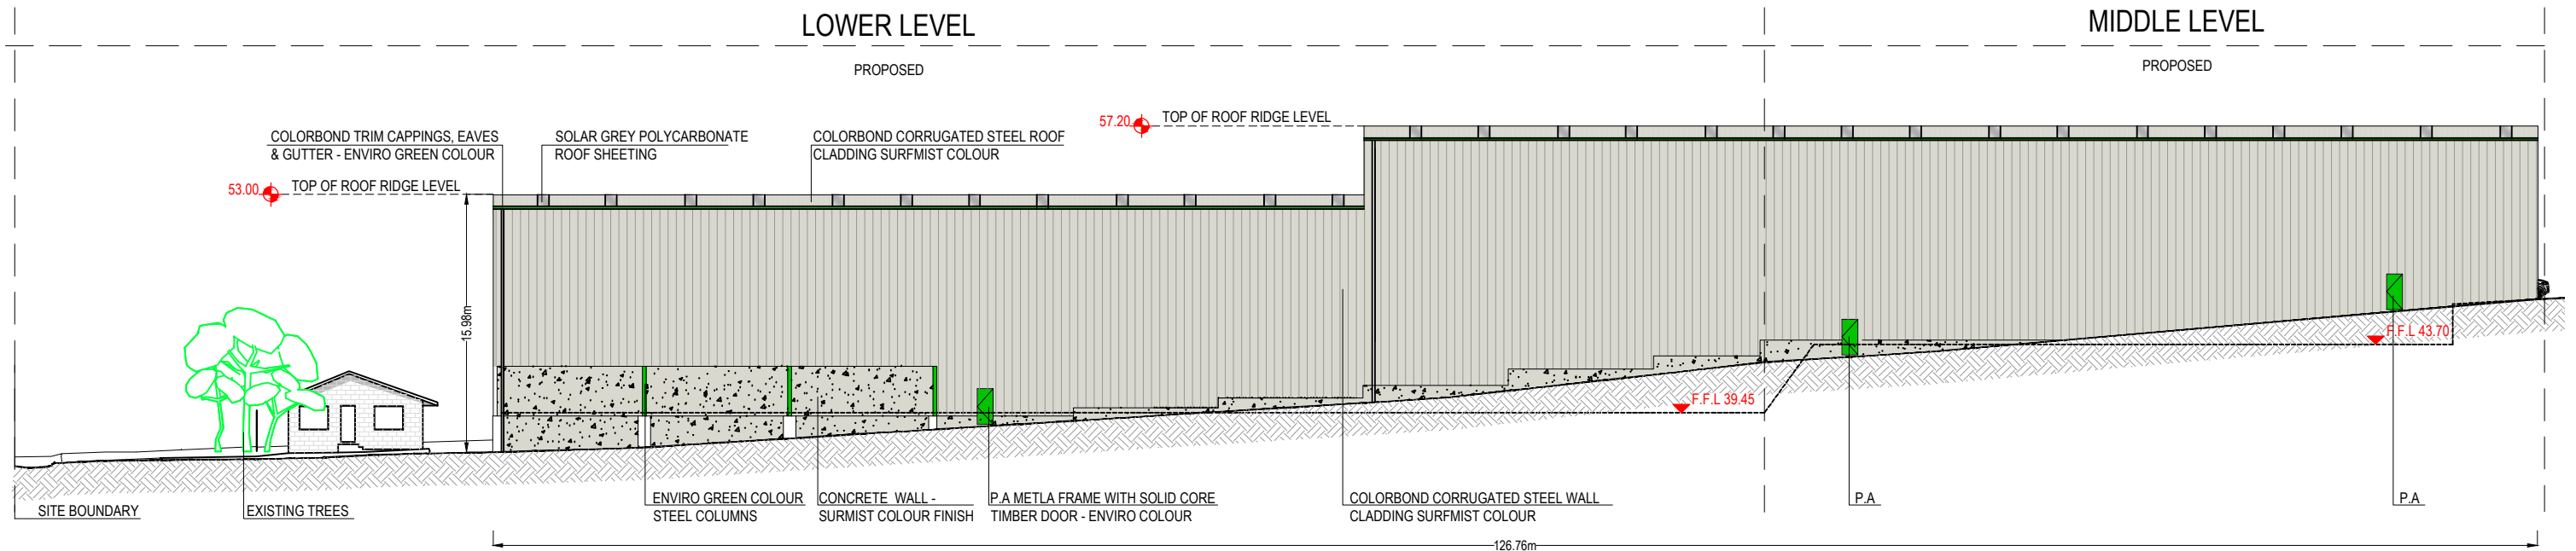 LOWER LEVEL
MIDDLE LEVEL
PROPOSED
PROPOSED
57.20
TOP OF ROOF RIDGE LEVEL
COLORBOND TRIM CAPPINGS, EAVES
& GUTTER - ENVIRO GREEN COLOUR
SOLAR GREY POLYCARBONATE
ROOF SHEETING
COLORBOND CORRUGATED STEEL ROOF
CLADDING SURFMIST COLOUR
53.00
TOP OF ROOF RIDGE LEVEL
15.98m
F.F.L 43.70
F.F.L 39.45
SITE BOUNDARY
EXISTING TREES
ENVIRO GREEN COLOUR
STEEL COLUMNS
CONCRETE WALL -
SURMIST COLOUR FINISH
P.A METLA FRAME WITH SOLID CORE
TIMBER DOOR - ENVIRO COLOUR
COLORBOND CORRUGATED STEEL WALL
CLADDING SURFMIST COLOUR
P.A
P.A
126.76m